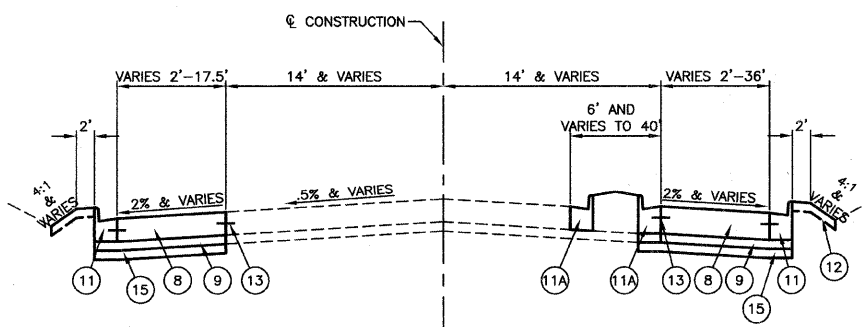 ℄ CONSTRUCTION
VARIES 2'-17.5'
14' & VARIES
14' & VARIES
VARIES 2'-36'
6' AND
VARIES TO 40'
2'
2'
4:1
&
VARIES
2% & VARIES
.5% & VARIES
2% & VARIES
4:1
&
VARIES
11
15
8
9
13
11A
11A
13
8
9
15
11
12